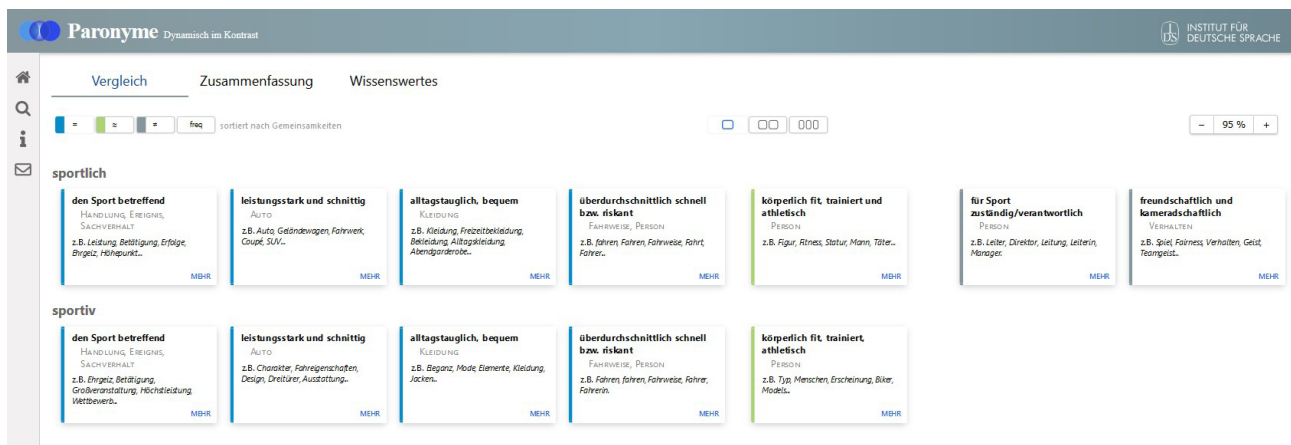 Paronyme Dynamisch im Kontrast
INSTITUT FÜR
DEUTSCHE SPRACHE
IDS
Vergleich Zusammenfassung Wissenswertes
= ≈ ≠ freq sortiert nach Gemeinsamkeiten
− 95 % +
sportlich
den Sport betreffend
HANDLUNG, EREIGNIS,
SACHVERHALT
z.B. Leistung, Betätigung, Erfolge,
Ehrgeiz, Höhepunkt...
MEHR
leistungsstark und schnittig
AUTO
z.B. Auto, Geländewagen, Fahrwerk,
Coupé, SUV...
MEHR
alltagstauglich, bequem
KLEIDUNG
z.B. Kleidung, Freizeitbekleidung,
Bekleidung, Alltagskleidung,
Abendgarderobe...
MEHR
überdurchschnittlich schnell
bzw. riskant
FAHRWEISE, PERSON
z.B. fahren, Fahren, Fahrweise, Fahrt,
Fahrer...
MEHR
körperlich fit, trainiert und
athletisch
PERSON
z.B. Figur, Fitness, Statur, Mann, Täter...
MEHR
für Sport
zuständig/verantwortlich
PERSON
z.B. Leiter, Direktor, Leitung, Leiterin,
Manager.
MEHR
freundschaftlich und
kameradschaftlich
VERHALTEN
z.B. Spiel, Fairness, Verhalten, Geist,
Teamgeist...
MEHR
sportiv
den Sport betreffend
HANDLUNG, EREIGNIS,
SACHVERHALT
z.B. Ehrgeiz, Betätigung,
Großveranstaltung, Höchstleistung,
Wettbewerb...
MEHR
leistungsstark und schnittig
AUTO
z.B. Charakter, Fahreigenschaften,
Design, Dreitürer, Ausstattung...
MEHR
alltagstauglich, bequem
KLEIDUNG
z.B. Eleganz, Mode, Elemente, Kleidung,
Jacken...
MEHR
überdurchschnittlich schnell
bzw. riskant
FAHRWEISE, PERSON
z.B. Fahren, fahren, Fahrweise, Fahrer,
Fahrerin.
MEHR
körperlich fit, trainiert,
athletisch
PERSON
z.B. Typ, Menschen, Erscheinung, Biker,
Models...
MEHR